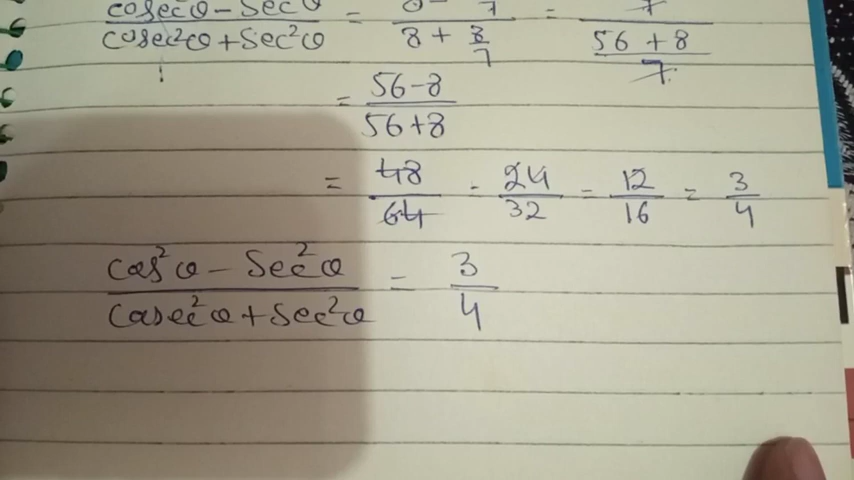 cosec²θ - Sec²θ / cosec²θ + Sec²θ = 8 - 8/7 / 8 + 8/7 = / 56 + 8 / 7
= 56 - 8 / 56 + 8
= 48/64 = 24/32 = 12/16 = 3/4
cos²θ - Sec²θ / cosec²θ + Sec²θ = 3/4